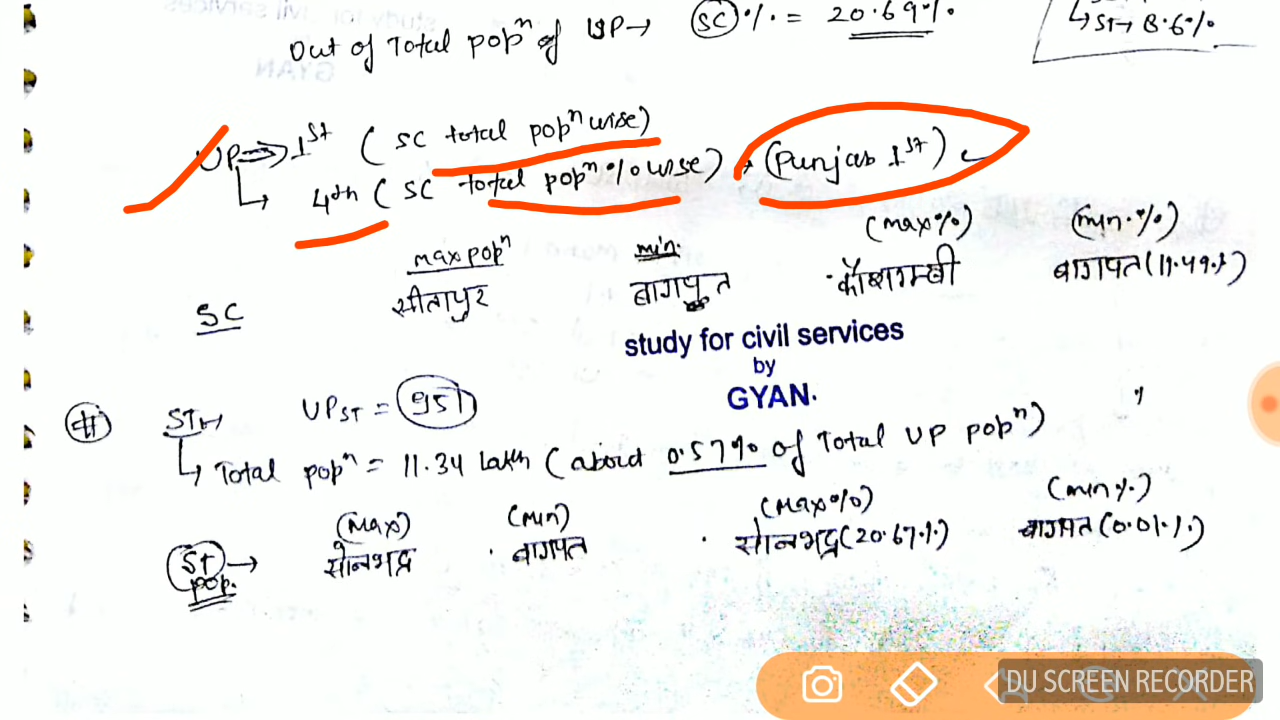 Out of Total popⁿ of UP→ SC % = 20.69%
↳ST→ 8.6%
UP⇒1st (SC total popⁿ wise)
↳ 4th (SC total popⁿ % wise) → (Punjab 1st)
max popⁿ min. (max%) (min.%)
SC सीतापुर बागपत कौशाम्बी बागपत (11.49%)
study for civil services
by
GYAN.
# ST→ UP ST = 951
↳ Total popⁿ = 11.34 lakh (about 0.57% of Total UP popⁿ)
(Max) (Min) (Max%) (min%)
ST pop. → सोनभद्र बागपत सोनभद्र (20.67%) बागपत (0.01%)
DU SCREEN RECORDER